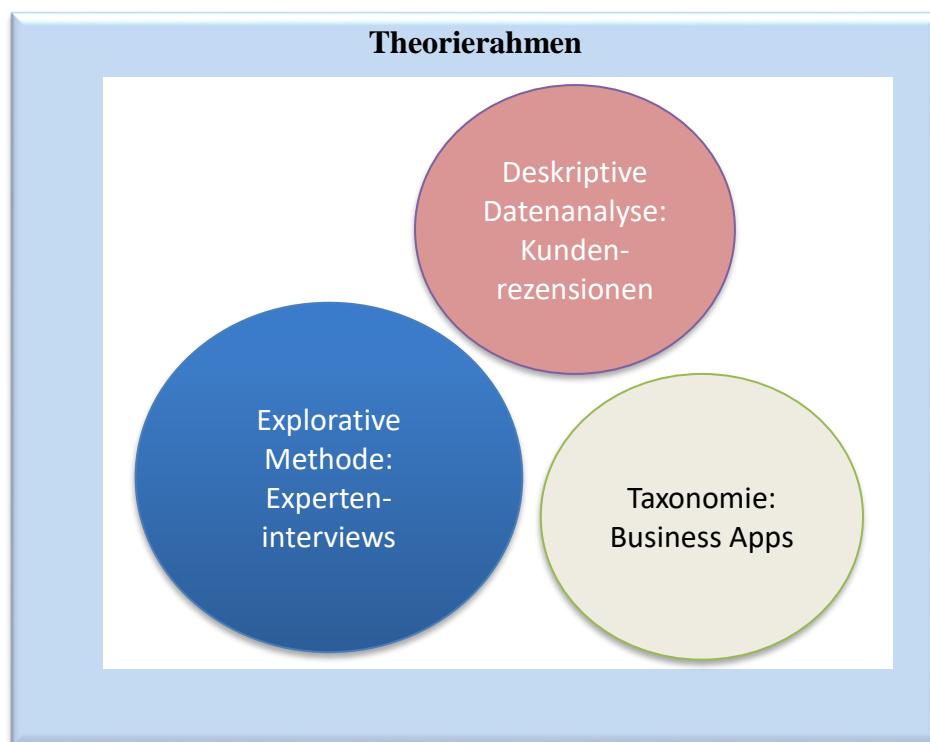 Theorierahmen
Deskriptive
Datenanalyse:
Kunden-
rezensionen
Explorative
Methode:
Experten-
interviews
Taxonomie:
Business Apps